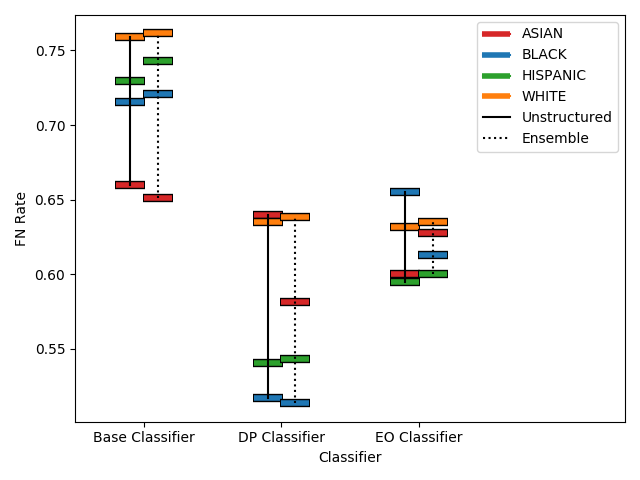 ASIAN
BLACK
HISPANIC
WHITE
Unstructured
Ensemble
0.75
0.70
0.65
0.60
0.55
FN Rate
Base Classifier
DP Classifier
EO Classifier
Classifier